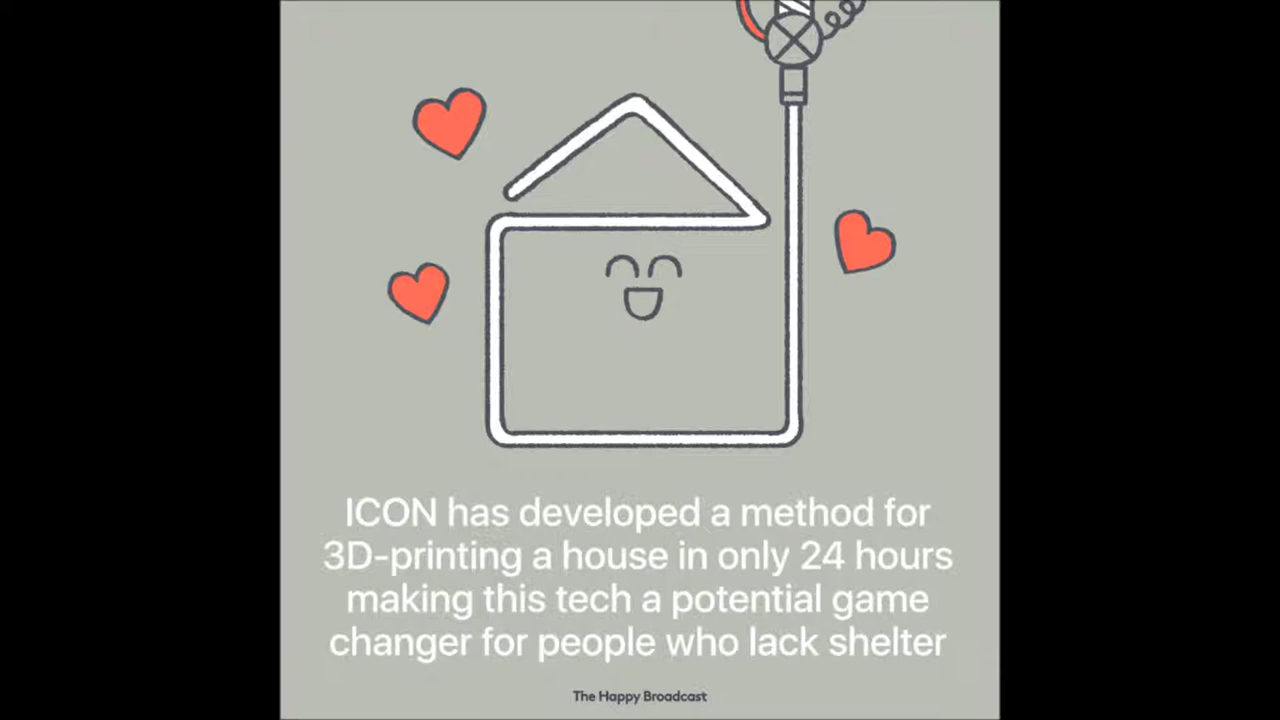 ICON has developed a method for
3D-printing a house in only 24 hours
making this tech a potential game
changer for people who lack shelter
The Happy Broadcast